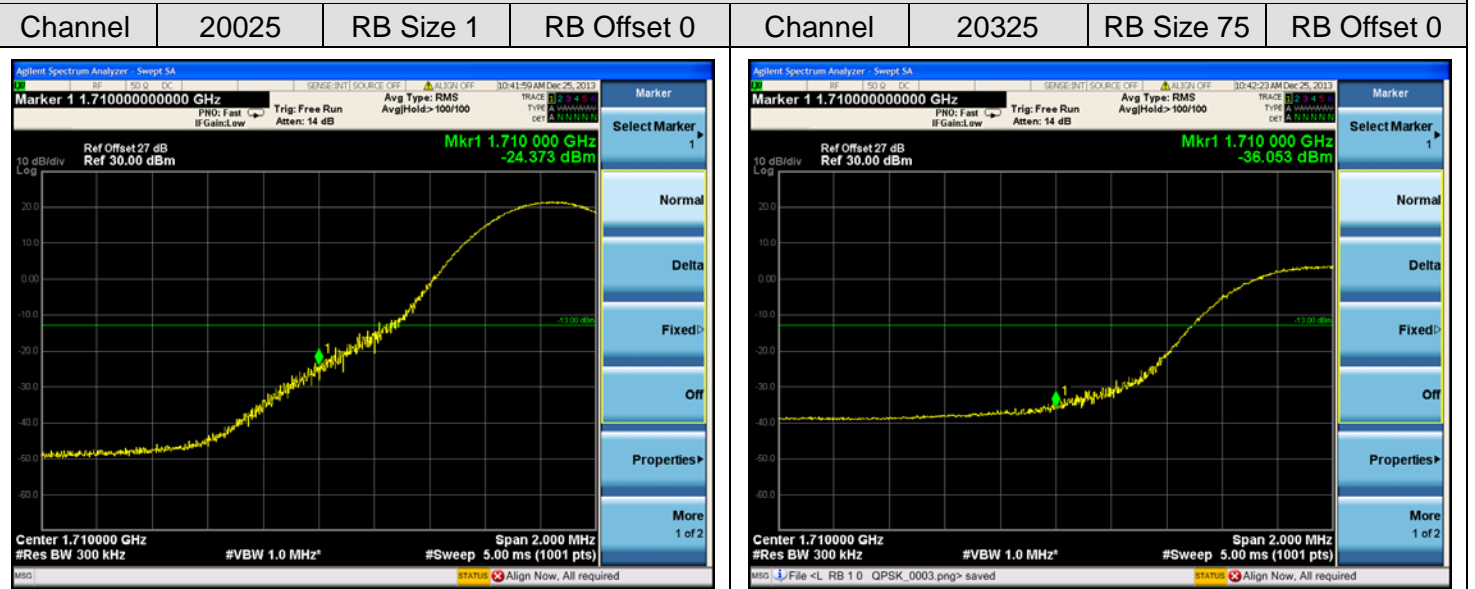 Channel 20025 RB Size 1 RB Offset 0 Channel 20325 RB Size 75 RB Offset 0
Agilent Spectrum Analyzer - Swept SA
RF 50 Ω DC SENSE:INT SOURCE OFF ALIGN OFF 10:41:59 AM Dec 25, 2013
Marker 1 1.710000000000 GHz
PNO: Fast
IFGain:Low
Trig: Free Run
Atten: 14 dB
Avg Type: RMS
Avg|Hold:>100/100
TRACE 1 2 3 4 5 6
TYPE A WWWWW
DET A N N N N N
Ref Offset 27 dB
10 dB/div Ref 30.00 dBm
Log
Mkr1 1.710 000 GHz
-24.373 dBm
20.0
10.0
0.00
-10.0
-20.0
-30.0
-40.0
-50.0
-60.0
-13.00 dBm
1
Center 1.710000 GHz Span 2.000 MHz
#Res BW 300 kHz #VBW 1.0 MHz* #Sweep 5.00 ms (1001 pts)
MSG STATUS Align Now, All required
Marker
Select Marker
1
Normal
Delta
Fixed
Off
Properties
More
1 of 2
Agilent Spectrum Analyzer - Swept SA
RF 50 Ω DC SENSE:INT SOURCE OFF ALIGN OFF 10:42:23 AM Dec 25, 2013
Marker 1 1.710000000000 GHz
PNO: Fast
IFGain:Low
Trig: Free Run
Atten: 14 dB
Avg Type: RMS
Avg|Hold:>100/100
TRACE 1 2 3 4 5 6
TYPE A WWWWW
DET A N N N N N
Ref Offset 27 dB
10 dB/div Ref 30.00 dBm
Log
Mkr1 1.710 000 GHz
-36.053 dBm
20.0
10.0
0.00
-10.0
-20.0
-30.0
-40.0
-50.0
-60.0
-13.00 dBm
1
Center 1.710000 GHz Span 2.000 MHz
#Res BW 300 kHz #VBW 1.0 MHz* #Sweep 5.00 ms (1001 pts)
MSG File <L RB 1 0 QPSK_0003.png> saved STATUS Align Now, All required
Marker
Select Marker
1
Normal
Delta
Fixed
Off
Properties
More
1 of 2